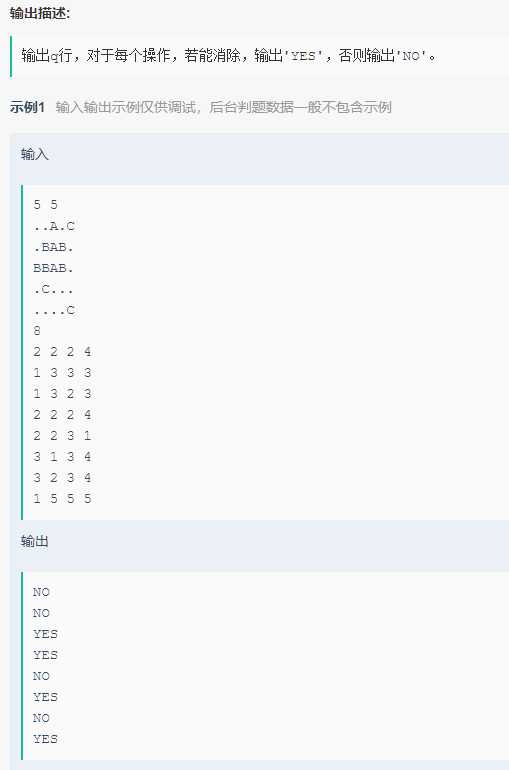 输出描述:
输出q行，对于每个操作，若能消除，输出'YES'，否则输出'NO'。
示例1 输入输出示例仅供调试，后台判题数据一般不包含示例
输入
5 5
..A.C
.BAB.
BBAB.
.C...
....C
8
2 2 2 4
1 3 3 3
1 3 2 3
2 2 2 4
2 2 3 1
3 1 3 4
3 2 3 4
1 5 5 5
输出
NO
NO
YES
YES
NO
YES
NO
YES